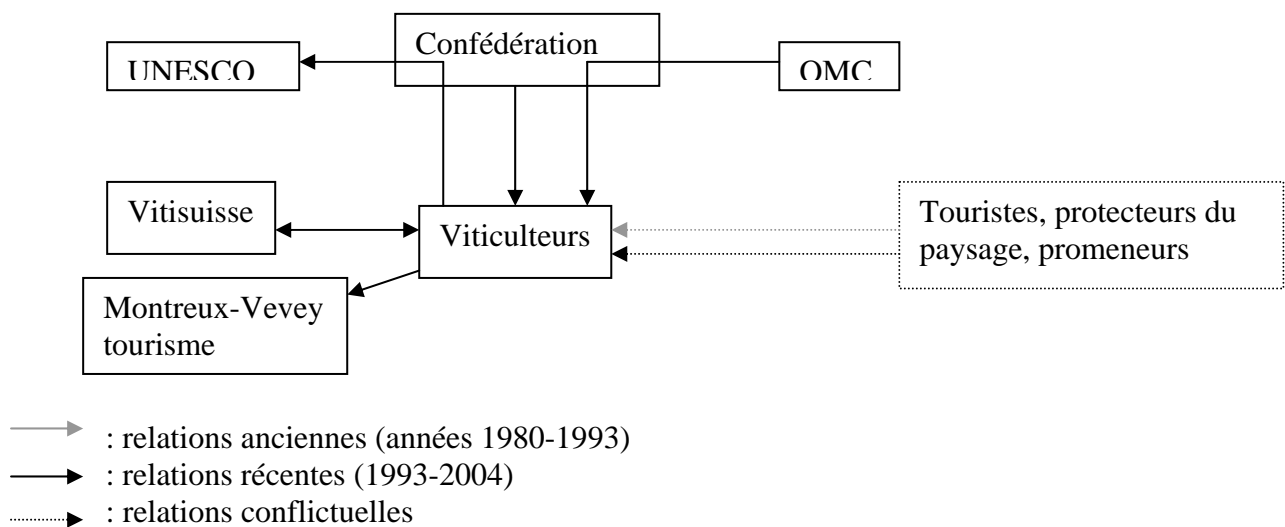 Confédération
UNESCO
OMC
Vitisuisse
Viticulteurs
Touristes, protecteurs du
paysage, promeneurs
Montreux-Vevey
tourisme
: relations anciennes (années 1980-1993)
: relations récentes (1993-2004)
: relations conflictuelles